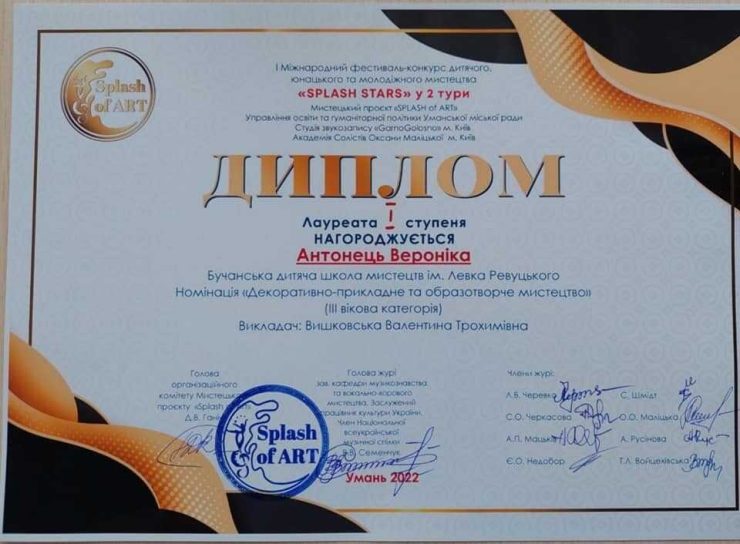 Splash
of ART
І Міжнародний фестиваль-конкурс дитячого,
юнацького та молодіжного мистецтва
«SPLASH STARS» у 2 тури
Мистецький проєкт «SPLASH of ART»
Управління освіти та гуманітарної політики Уманської міської ради
Студія звукозапису «GarnoGolosno» м. Київ
Академія Солістів Оксани Маліцької м. Київ
ДИПЛОМ
Лауреата I ступеня
НАГОРОДЖУЄТЬСЯ
Антонець Вероніка
Бучанська дитяча школа мистецтв ім. Левка Ревуцького
Номінація «Декоративно-прикладне та образотворче мистецтво»
(ІІІ вікова категорія)
Викладач: Вишковська Валентина Трохимівна
Голова
організаційного
комітету Мистецького
проєкту «Splash
Д.В.
Голова журі
зав. кафедри музикознавства
та вокально-хорового
мистецтва, Заслужений
працівник культури України,
член Національної
всеукраїнської
музичної спілки
В.В. Семенчук
Члени журі:
Л.В. С. Шмідт
С.О. Черкасова О.О. Маліцька
А.П. А. Русінова
Є.О. Недобор Т.Л. Войцехівська
Splash
of ART
Умань 2022